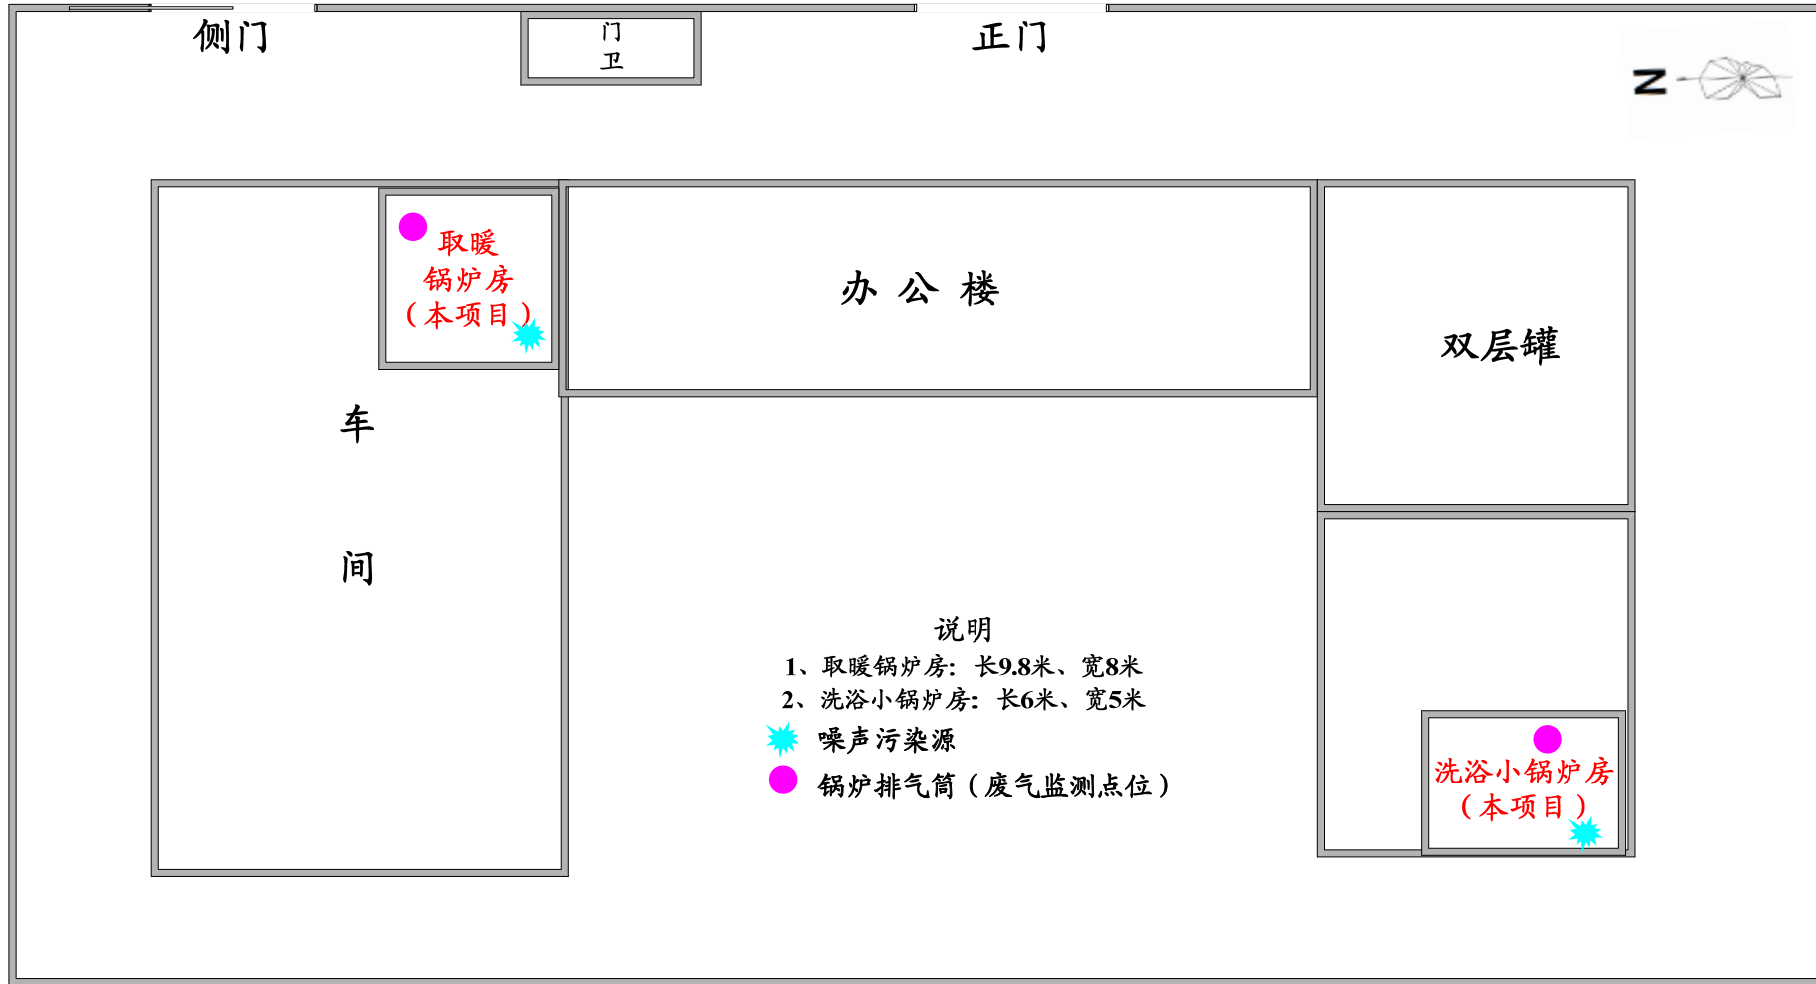 侧门
门
卫
正门
N
取暖
锅炉房
（本项目）
办公楼
双层罐
车
间
说明
1、取暖锅炉房：长9.8米、宽8米
2、洗浴小锅炉房：长6米、宽5米
噪声污染源
锅炉排气筒（废气监测点位）
洗浴小锅炉房
（本项目）